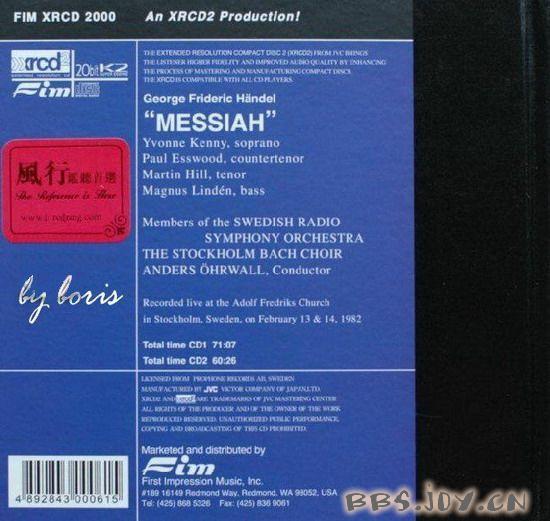 FIM XRCD 2000 An XRCD2 Production!
xrcd2
20bit K2
Fim
THE EXTENDED RESOLUTION COMPACT DISC 2 (XRCD2) FROM JVC BRINGS
THE LISTENER HIGHER FIDELITY AND IMPROVED AUDIO QUALITY BY ENHANCING
THE PROCESS OF MASTERING AND MANUFACTURING COMPACT DISCS.
THE XRCD IS COMPATIBLE WITH ALL CD PLAYERS.
George Frideric Händel
“MESSIAH”
Yvonne Kenny, soprano
Paul Esswood, countertenor
Martin Hill, tenor
Magnus Lindén, bass
風行鑑聽首選
The Reference is Here
Members of the SWEDISH RADIO
SYMPHONY ORCHESTRA
THE STOCKHOLM BACH CHOIR
ANDERS ÖHRWALL, Conductor
by boris
Recorded live at the Adolf Fredriks Church
in Stockholm, Sweden, on February 13 & 14, 1982
Total time CD1 71:07
Total time CD2 60:26
LICENSED FROM PROPHONE RECORDS AB, SWEDEN
MANUFACTURED BY JVC VICTOR COMPANY OF JAPAN,LTD.
XRCD2 AND xrcd ARE TRADEMARKS OF JVC MASTERING CENTER
ALL RIGHTS OF THE PRODUCER AND OF THE OWNER OF THE WORK
REPRODUCED RESERVED. UNAUTHORIZED PUBLIC PERFORMANCE,
COPYING AND BROADCASTING OF THIS CD PROHIBITED.
Marketed and distributed by
Fim
First Impression Music, Inc.
#189 16149 Redmond Way, Redmond, WA 98052, USA
Tel: (425) 868 5326 Fax: (425) 836 9061
4 892843 000615
BBS.JOY.CN